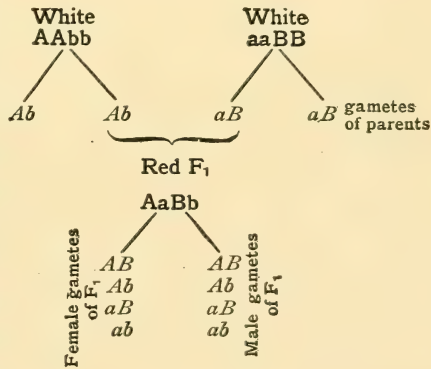 White White
AAbb aaBB
Ab Ab aB aB gametes
of parents
Red F₁
AaBb
Female gametes
of F₁
AB
Ab
aB
ab
AB
Ab
aB
ab
Male gametes
of F₁